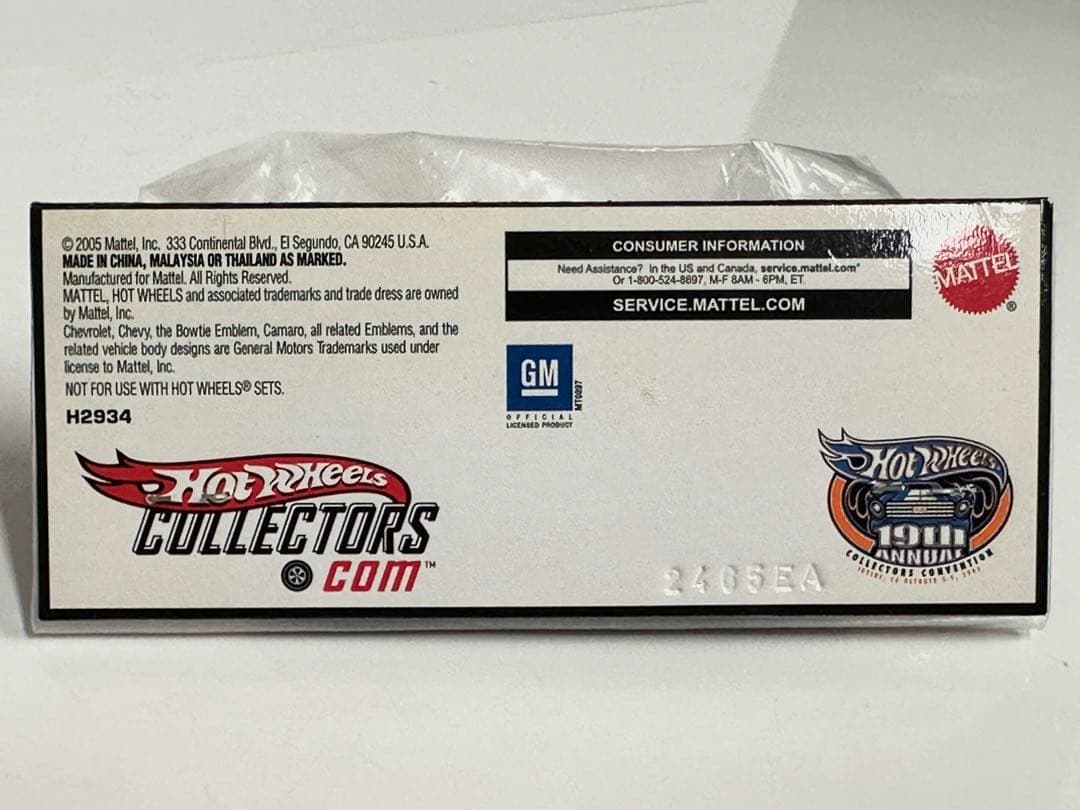 © 2005 Mattel, Inc. 333 Continental Blvd., El Segundo, CA 90245 U.S.A.
MADE IN CHINA, MALAYSIA OR THAILAND AS MARKED.
Manufactured for Mattel. All Rights Reserved.
MATTEL, HOT WHEELS and associated trademarks and trade dress are owned
by Mattel, Inc.
Chevrolet, Chevy, the Bowtie Emblem, Camaro, all related Emblems, and the
related vehicle body designs are General Motors Trademarks used under
license to Mattel, Inc.
NOT FOR USE WITH HOT WHEELS® SETS.
H2934
HOT WHEELS
COLLECTORS
.COM™
CONSUMER INFORMATION
Need Assistance? In the US and Canada, service.mattel.com
Or 1-800-524-8697, M-F 8AM - 6PM, ET.
SERVICE.MATTEL.COM
GM
MT0897
OFFICIAL
LICENSED PRODUCT
MATTEL
®
HOT WHEELS
19th
ANNUAL
COLLECTORS CONVENTION
2465EA